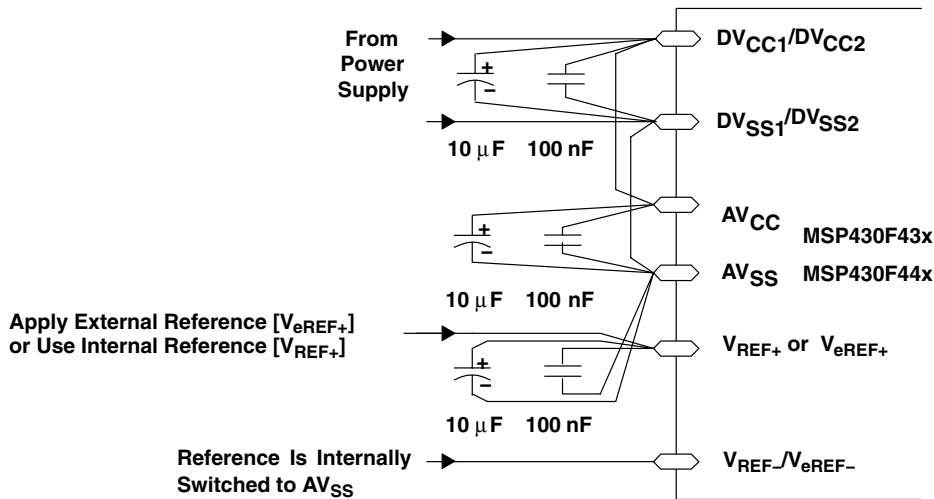 From
Power
Supply
DVCC1/DVCC2
+
−
DVSS1/DVSS2
10 μF 100 nF
AVCC
MSP430F43x
+
−
AVSS
MSP430F44x
10 μF 100 nF
Apply External Reference [VeREF+]
or Use Internal Reference [VREF+]
VREF+ or VeREF+
+
−
10 μF 100 nF
Reference Is Internally
Switched to AVSS
VREF−/VeREF−